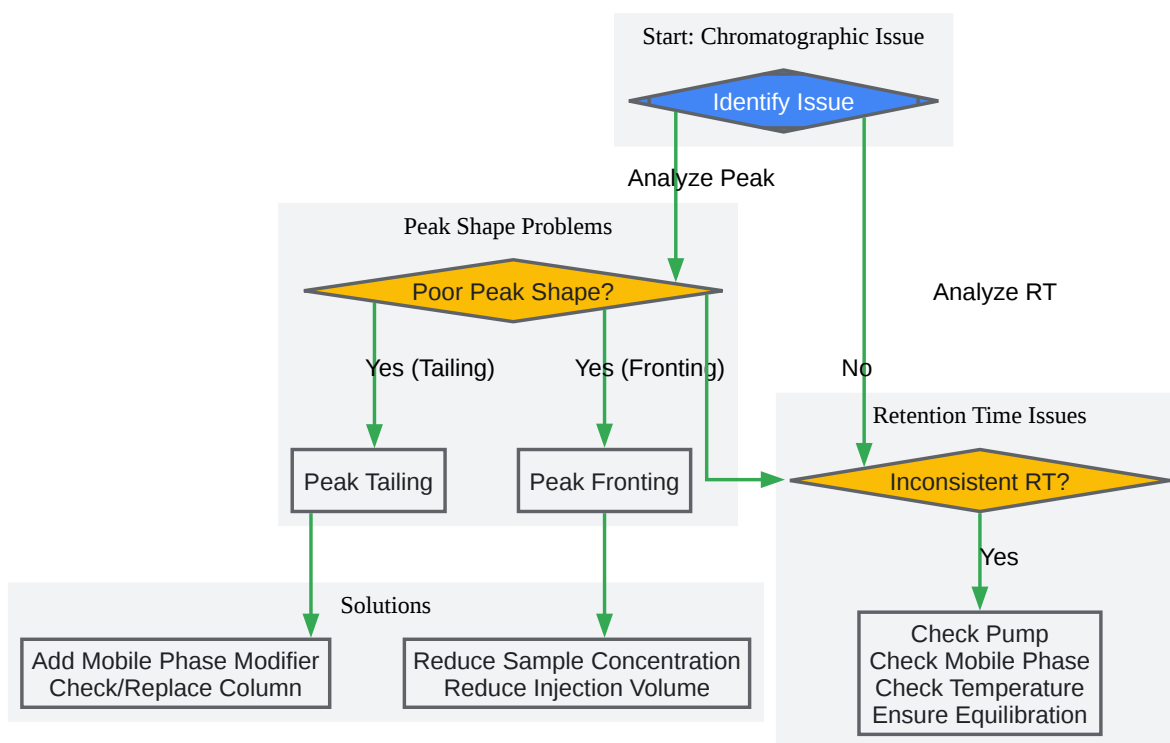 Start: Chromatographic Issue
Identify Issue
Analyze Peak
Peak Shape Problems
Poor Peak Shape?
Analyze RT
Yes (Tailing)
Yes (Fronting)
No
Retention Time Issues
Peak Tailing
Peak Fronting
Inconsistent RT?
Yes
Solutions
Add Mobile Phase Modifier
Check/Replace Column
Reduce Sample Concentration
Reduce Injection Volume
Check Pump
Check Mobile Phase
Check Temperature
Ensure Equilibration